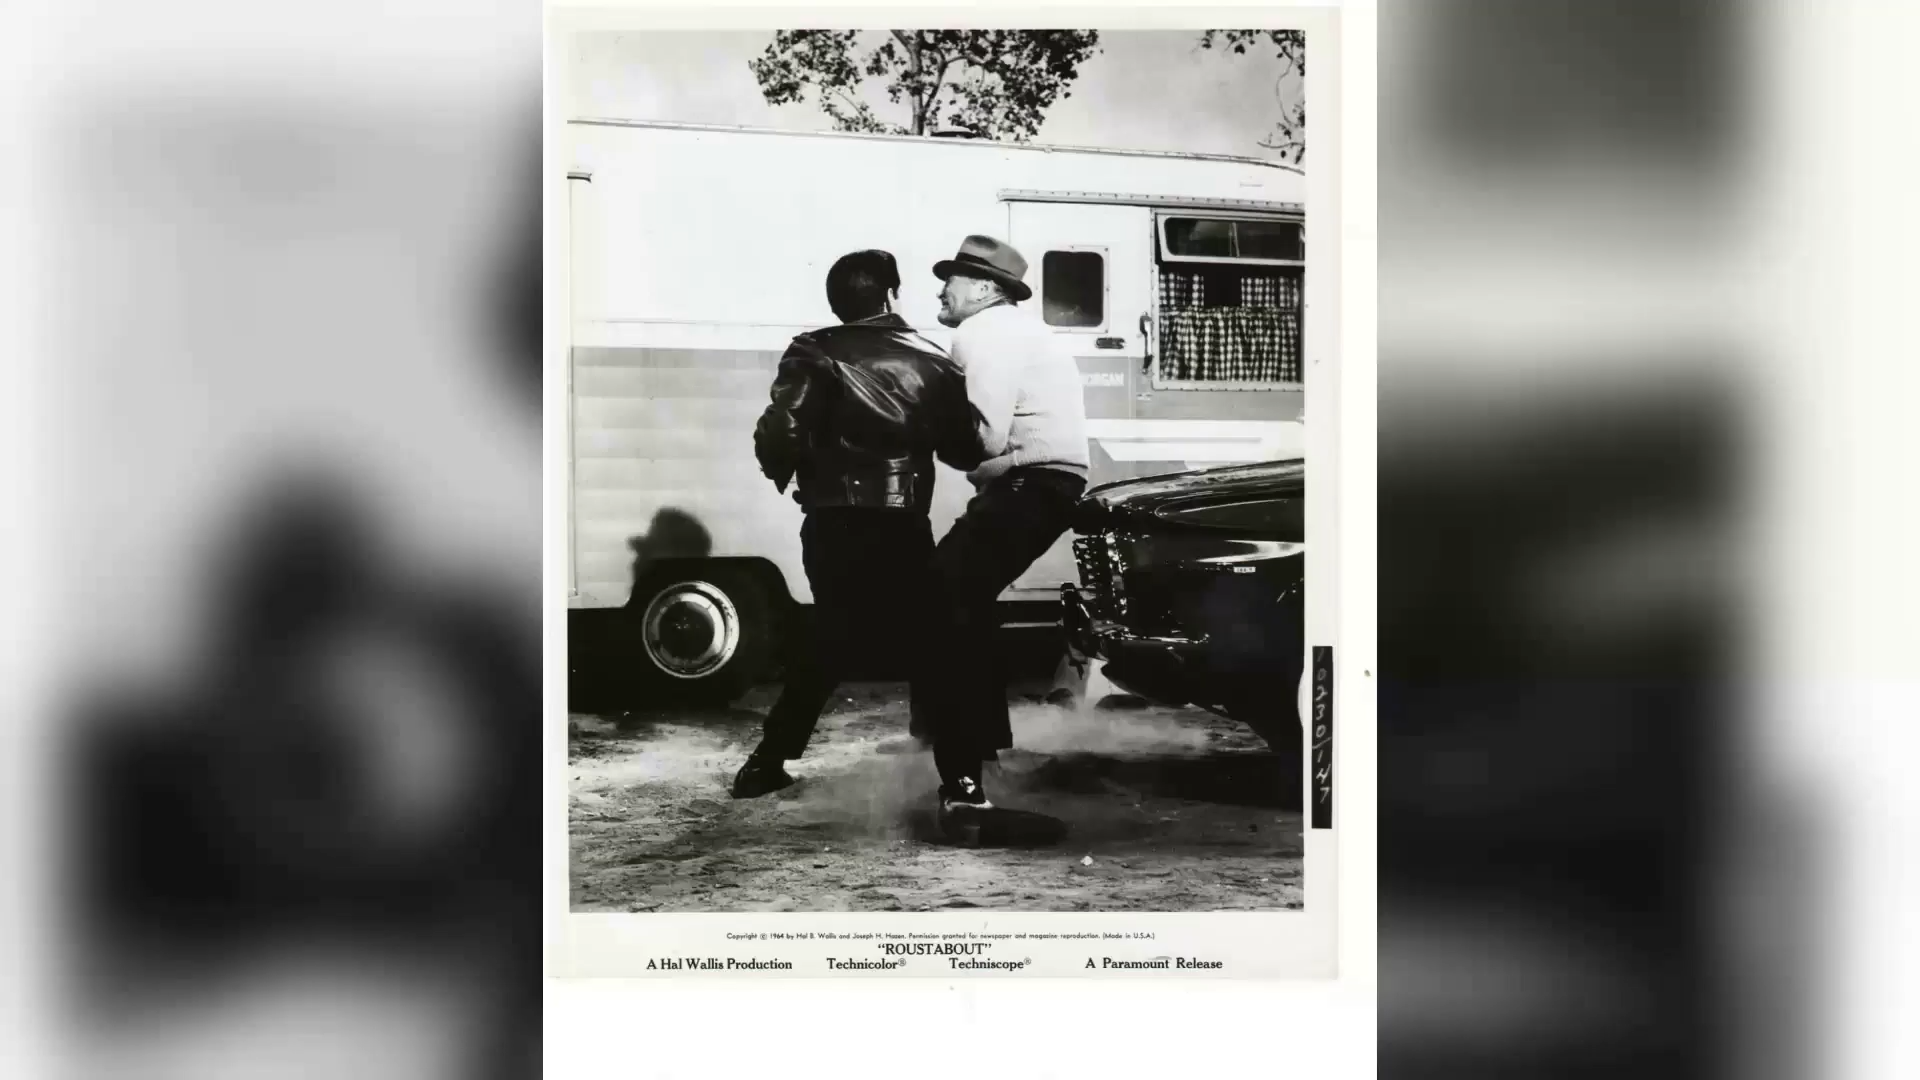 Copyright © 1964 by Hal B. Wallis and Joseph H. Hazen. Permission granted for newspaper and magazine reproduction. (Made in U.S.A.)
"ROUSTABOUT"
A Hal Wallis Production Technicolor® Techniscope® A Paramount Release